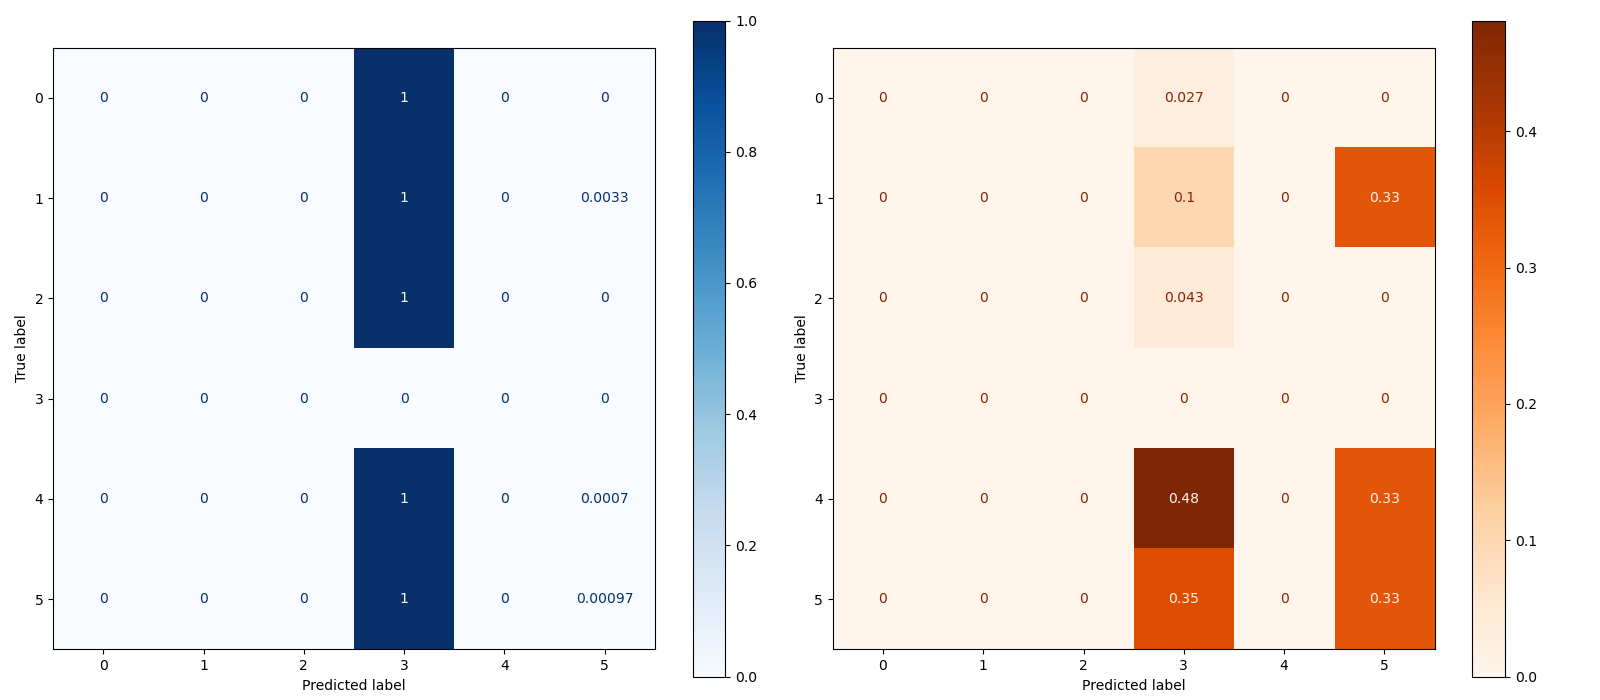 1.0
0 0 0 0 1 0 0
0.8
1 0 0 0 1 0 0.0033
0.6
2 0 0 0 1 0 0
True label
3 0 0 0 0 0 0
0.4
4 0 0 0 1 0 0.0007
0.2
5 0 0 0 1 0 0.00097
0.0
0 1 2 3 4 5
Predicted label
0 0 0 0 0.027 0 0
0.4
1 0 0 0 0.1 0 0.33
0.3
2 0 0 0 0.043 0 0
True label
3 0 0 0 0 0 0
0.2
4 0 0 0 0.48 0 0.33
0.1
5 0 0 0 0.35 0 0.33
0.0
0 1 2 3 4 5
Predicted label